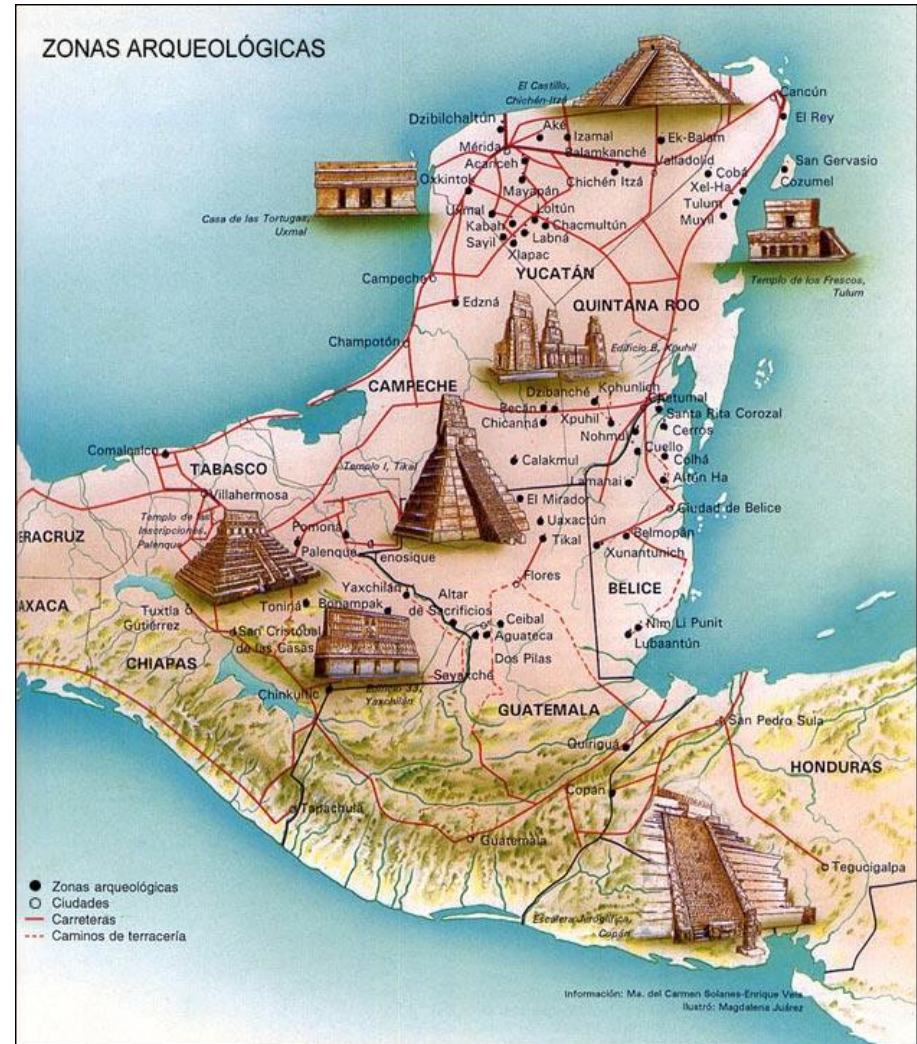 ZONAS ARQUEOLÓGICAS
El Castillo,
Chichén-Itzá
Cancún
El Rey
Dzibilchaltún
Aké
Izamal
Ek-Balam
Mérida
Balamkanché
Valladolid
Acanceh
San Gervasio
Cozumel
Oxkintok
Mayapán
Chichén Itzá
Cobá
Xel-Ha
Tulum
Muyil
Casa de las Tortugas,
Uxmal
Uxmal
Loltún
Kabah
Chacmultún
Sayil
Labná
Xlapac
YUCATÁN
Templo de los Frescos,
Tulum
Campeche
Edzná
QUINTANA ROO
Champotón
Edificio B, Xpuhil
CAMPECHE
Dzibanché
Kohunlich
Chetumal
Becán
Xpuhil
Santa Rita Corozal
Chicanná
Nohmul
Cerros
Comalcalco
Cuello
Colhá
TABASCO
Templo I, Tikal
Calakmul
Lamanai
Altún Ha
Villahermosa
El Mirador
Ciudad de Belice
Templo de las
Inscripciones,
Palenque
Pomoná
Uaxactún
Belmopán
ERACRUZ
Palenque
Tenosique
Tikal
Xunantunich
Flores
BELICE
AXACA
Yaxchilán
Altar
de Sacrificios
Tuxtla
Gutiérrez
Toniná
Bonampak
Ceibal
Nim Li Punit
San Cristóbal
de las Casas
Aguateca
Lubaantún
CHIAPAS
Dos Pilas
Sayaxché
Chinkultic
Edificio 33,
Yaxchilán
GUATEMALA
San Pedro Sula
Quiriguá
HONDURAS
Copán
Tapachula
Guatemala
Tegucigalpa
Zonas arqueológicas
Ciudades
Carreteras
Caminos de terracería
Escalera Jeroglífica,
Copán
Información: Ma. del Carmen Solanes-Enrique Vela
Ilustró: Magdalena Juárez